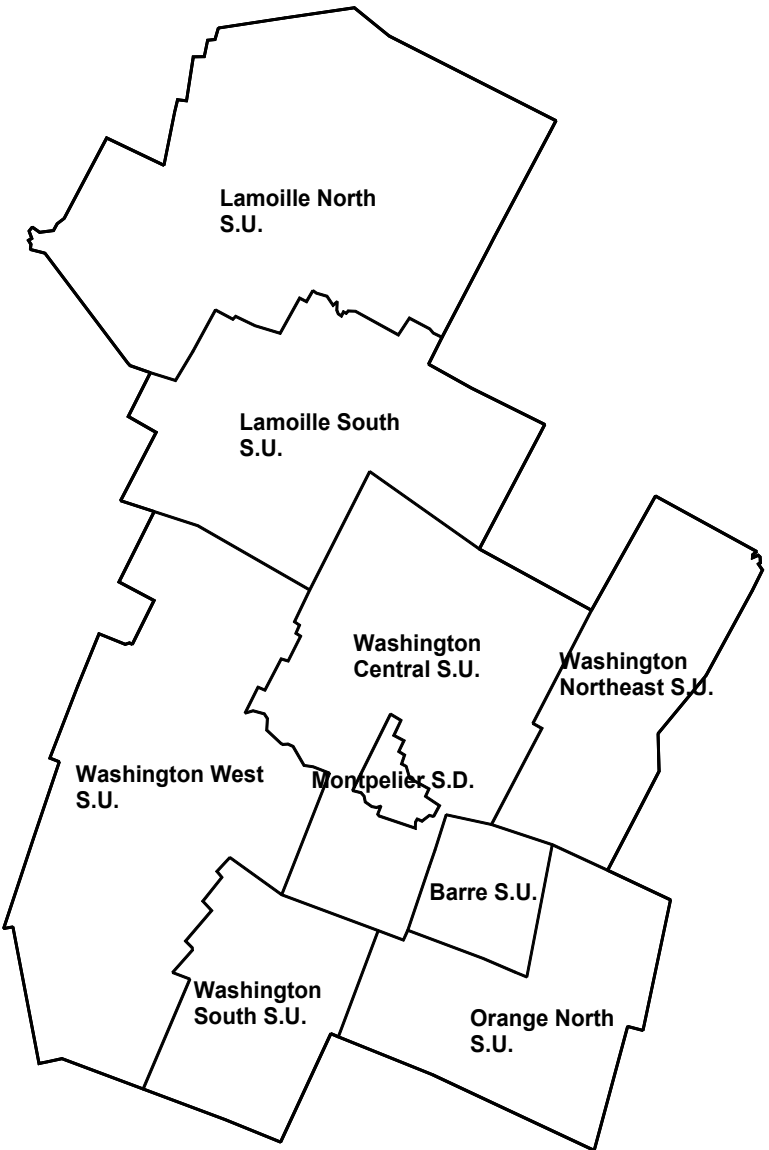 Lamoille North
S.U.
Lamoille South
S.U.
Washington
Central S.U.
Washington
Northeast S.U.
Washington West
S.U.
Montpelier S.D.
Barre S.U.
Washington
South S.U.
Orange North
S.U.